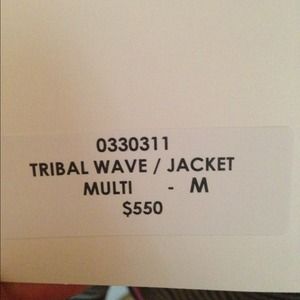 0330311
TRIBAL WAVE / JACKET
MULTI - M
$550